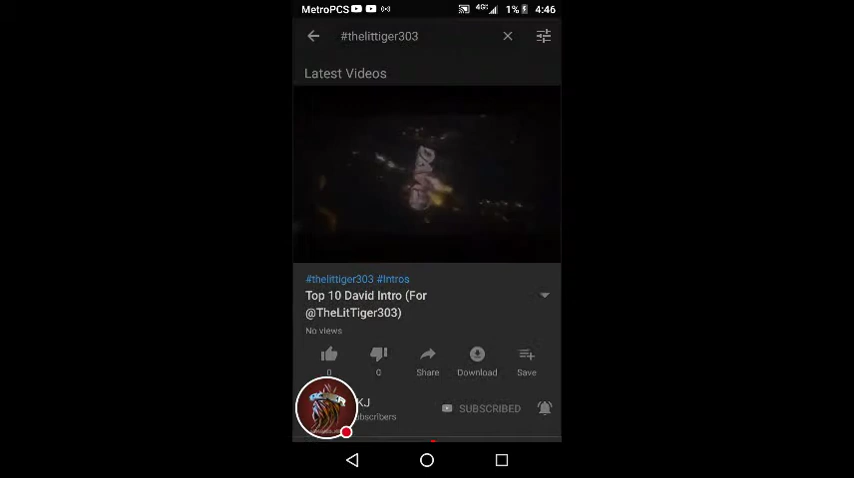 MetroPCS 4G 1% 4:46
#thelittiger303
Latest Videos
#thelittiger303 #Intros
Top 10 David Intro (For
@TheLitTiger303)
No views
0 0 Share Download Save
KJ
SUBSCRIBED